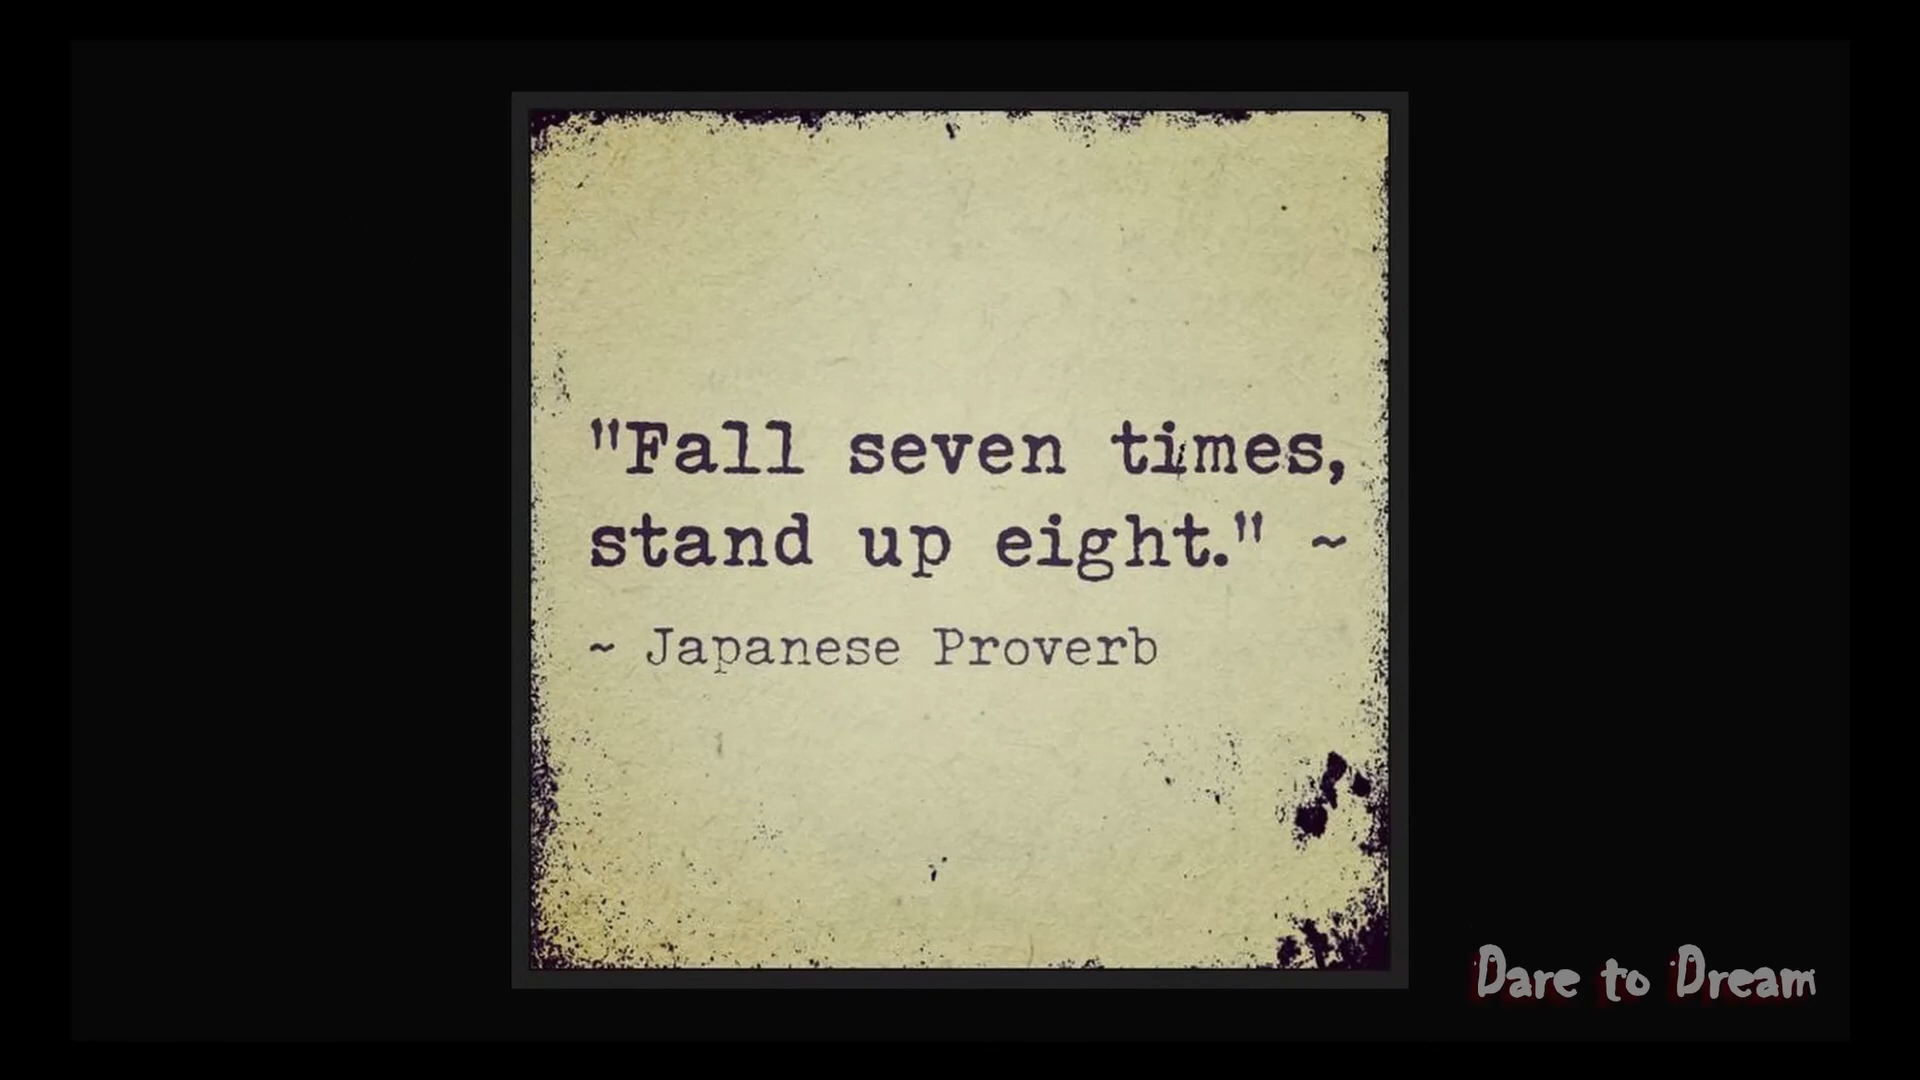 "Fall seven times,
stand up eight." ~
~ Japanese Proverb
Dare to Dream